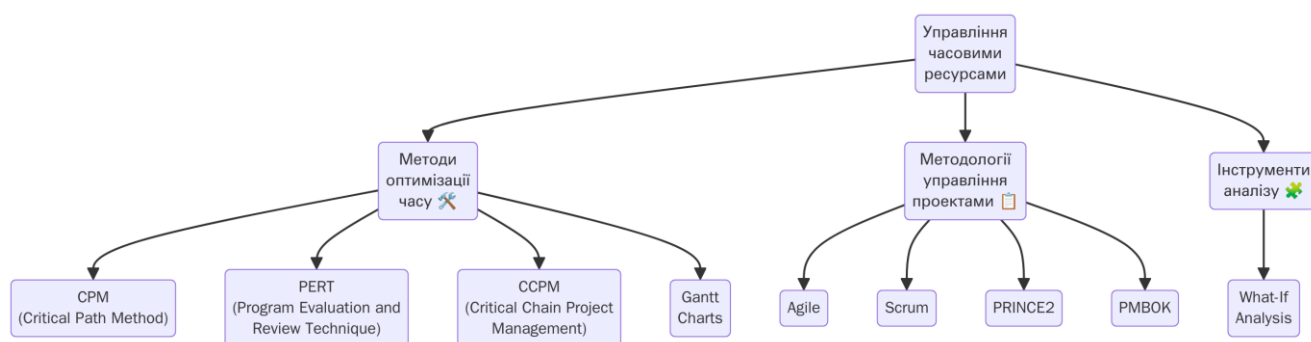 Управління
часовими
ресурсами
Методи
оптимізації
часу 🛠️
Методології
управління
проектами 📋
Інструменти
аналізу 🧩
CPM
(Critical Path Method)
PERT
(Program Evaluation and
Review Technique)
CCPM
(Critical Chain Project
Management)
Gantt
Charts
Agile
Scrum
PRINCE2
PMBOK
What-If
Analysis